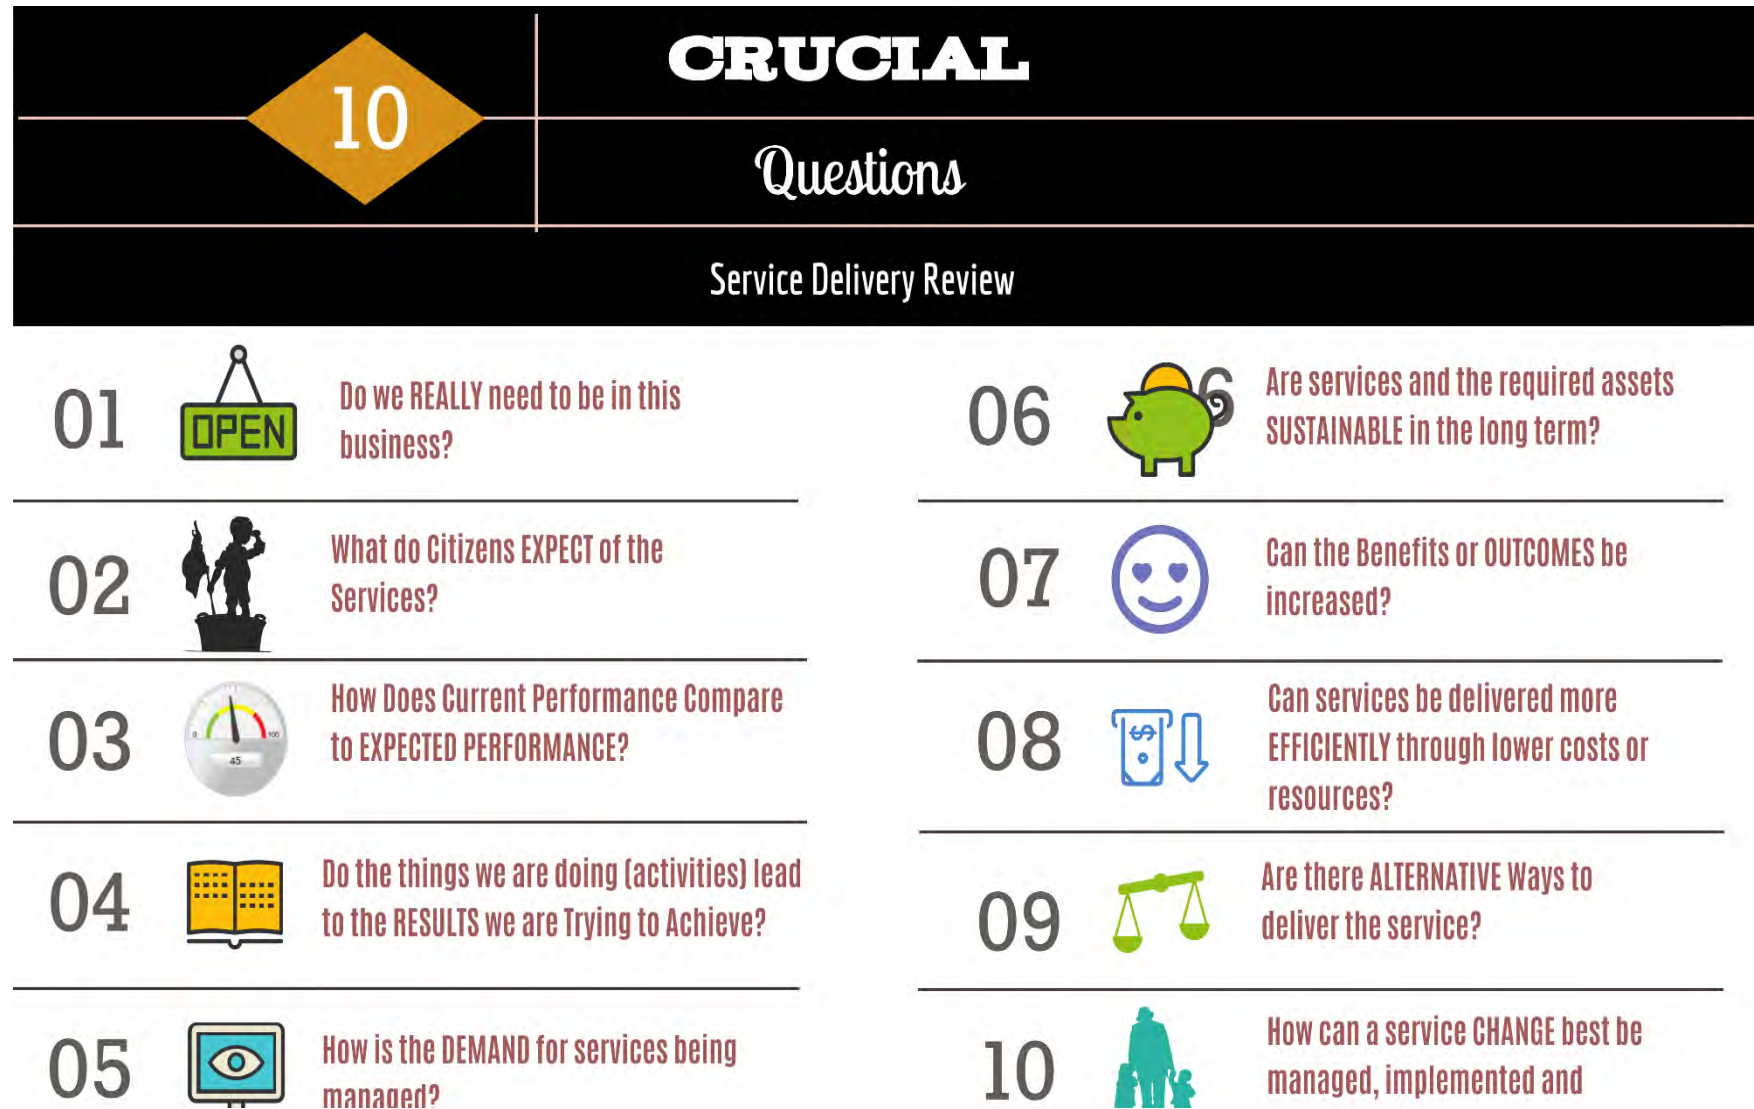 10
CRUCIAL
Questions
Service Delivery Review
01
OPEN
Do we REALLY need to be in this
business?
02
What do Citizens EXPECT of the
Services?
03
0
100
45
How Does Current Performance Compare
to EXPECTED PERFORMANCE?
04
Do the things we are doing (activities) lead
to the RESULTS we are Trying to Achieve?
05
How is the DEMAND for services being
managed?
06
6
Are services and the required assets
SUSTAINABLE in the long term?
07
Can the Benefits or OUTCOMES be
increased?
08
$
Can services be delivered more
EFFICIENTLY through lower costs or
resources?
09
Are there ALTERNATIVE Ways to
deliver the service?
10
How can a service CHANGE best be
managed, implemented and